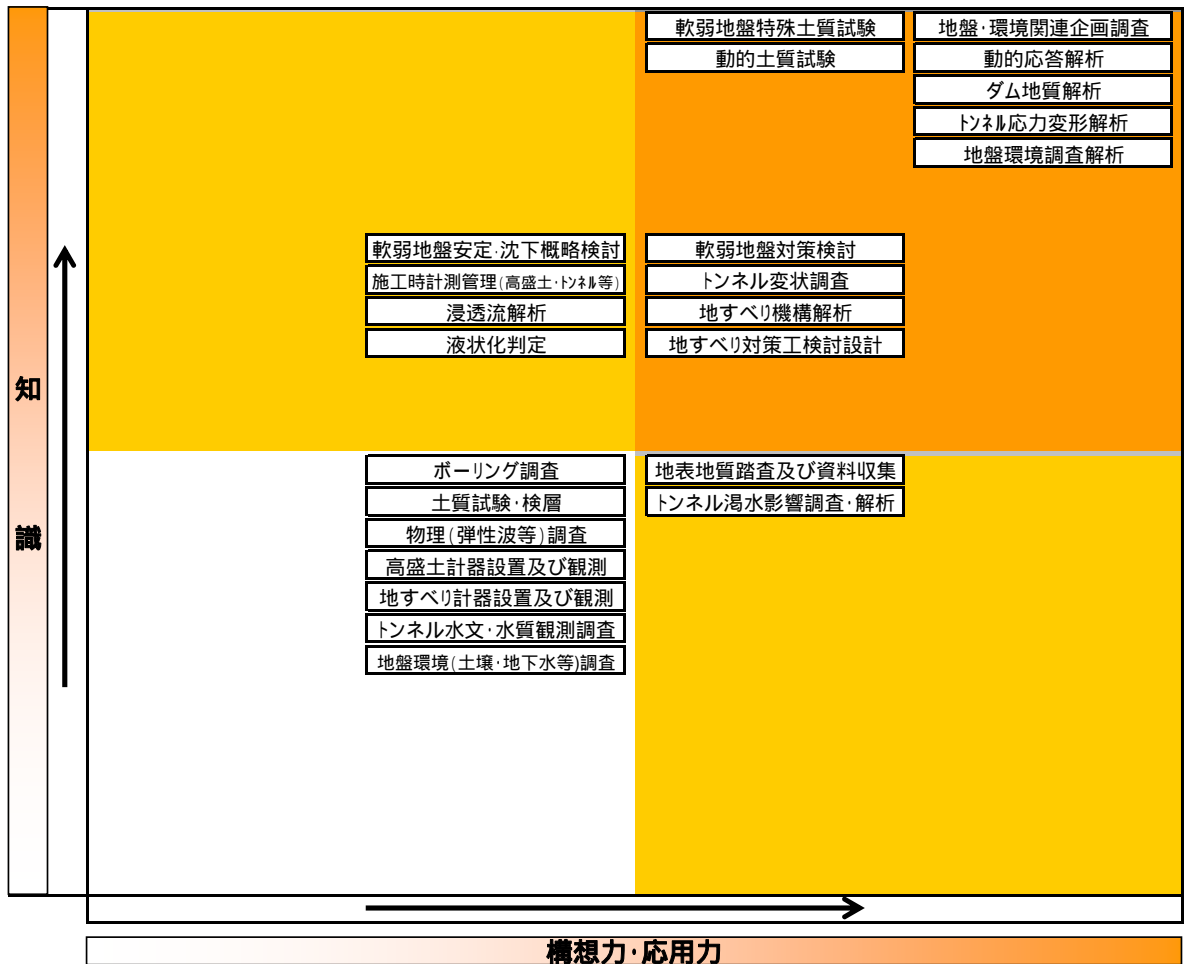 軟弱地盤特殊土質試験
動的土質試験
地盤・環境関連企画調査
動的応答解析
ダム地質解析
トンネル応力変形解析
地盤環境調査解析
軟弱地盤安定・沈下概略検討
施工時計測管理(高盛土・トンネル等)
浸透流解析
液状化判定
軟弱地盤対策検討
トンネル変状調査
地すべり機構解析
地すべり対策工検討設計
知
識
ボーリング調査
土質試験・検層
物理(弾性波等)調査
高盛土計器設置及び観測
地すべり計器設置及び観測
トンネル水文・水質観測調査
地盤環境(土壌・地下水等)調査
地表地質踏査及び資料収集
トンネル渇水影響調査・解析
構想力・応用力